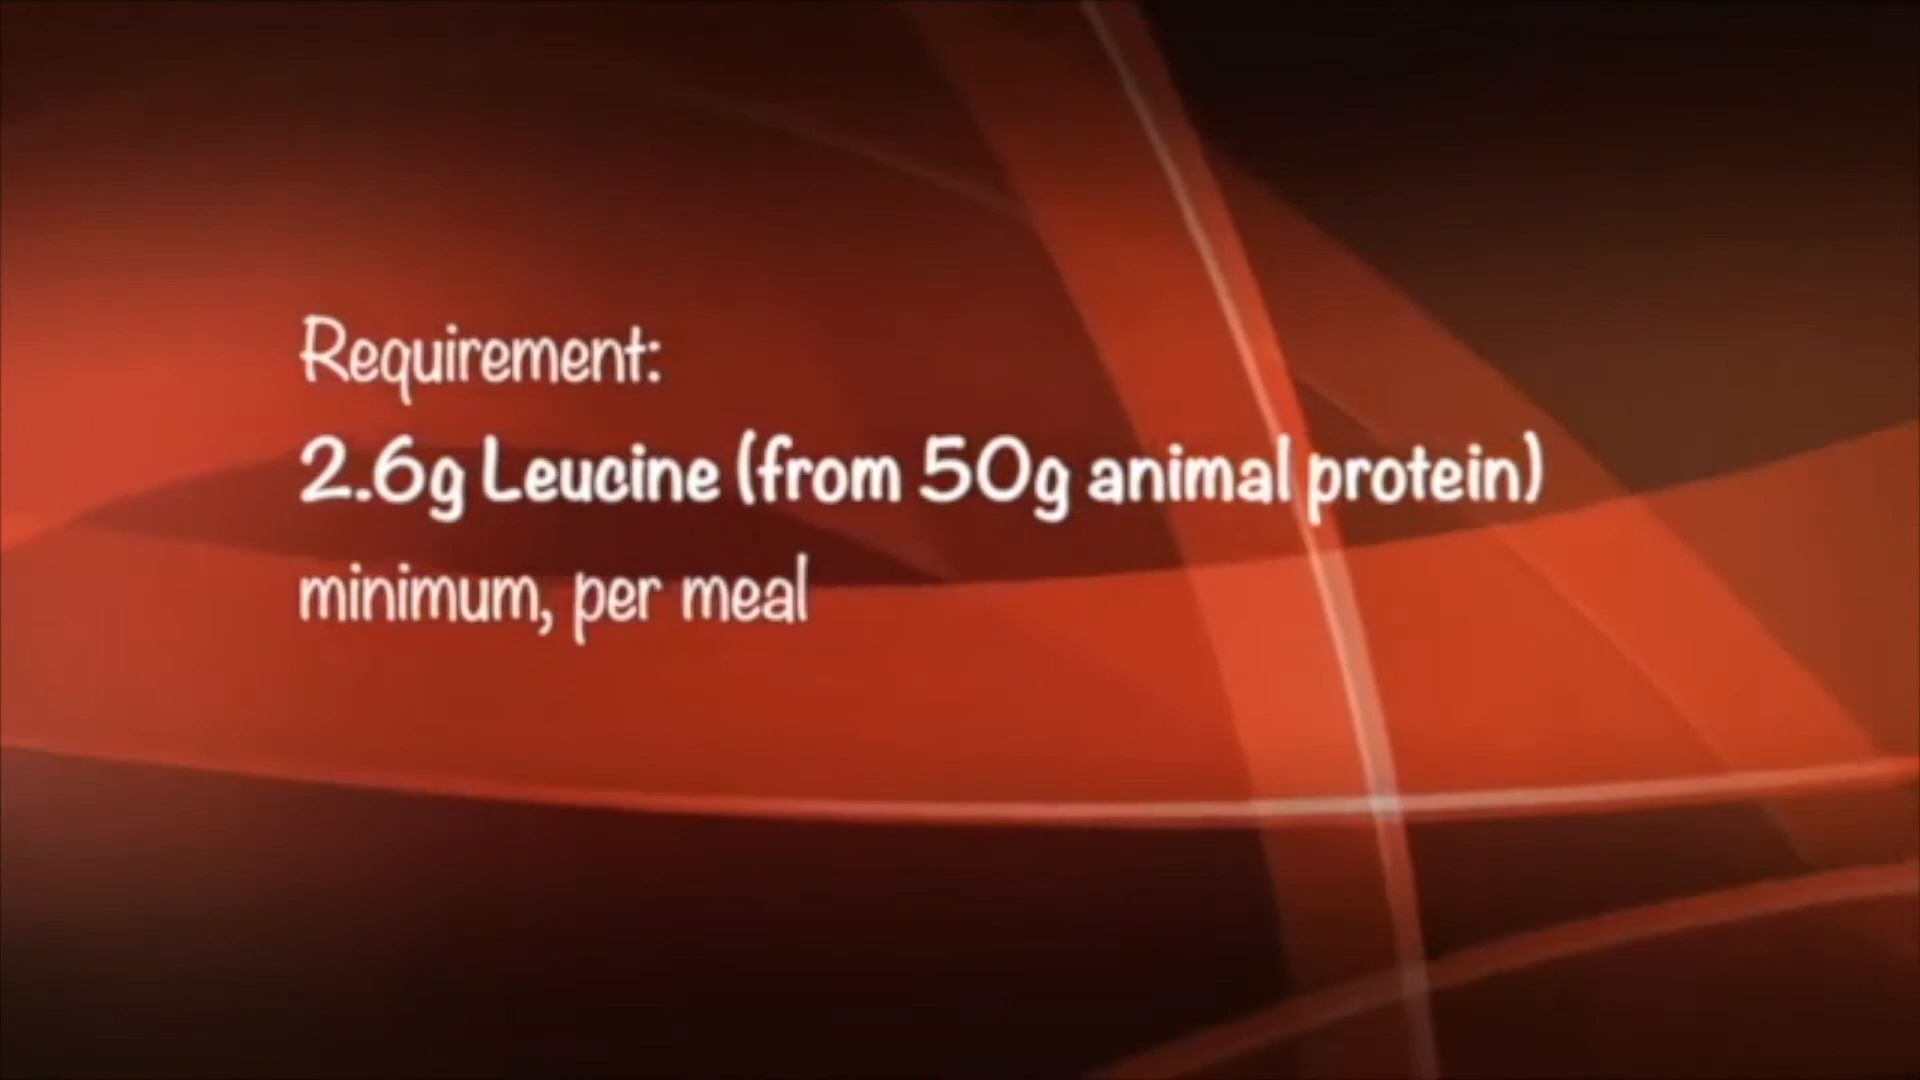 Requirement:
2.6g Leucine (from 50g animal protein)
minimum, per meal